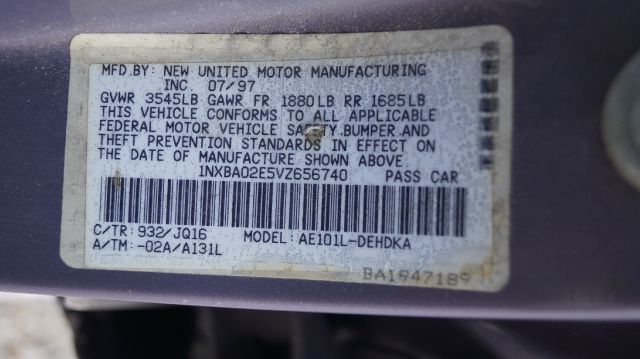 MFD.BY: NEW UNITED MOTOR MANUFACTURING
INC. 07/97
GVWR 3545LB GAWR FR 1880LB RR 1685LB
THIS VEHICLE CONFORMS TO ALL APPLICABLE
FEDERAL MOTOR VEHICLE SAFETY,BUMPER,AND
THEFT PREVENTION STANDARDS IN EFFECT ON
THE DATE OF MANUFACTURE SHOWN ABOVE.
1NXBA02E5VZ656740 PASS CAR
C/TR: 932/JQ16 MODEL: AE101L-DEHDKA
A/TM: -02A/A131L
BA1947189